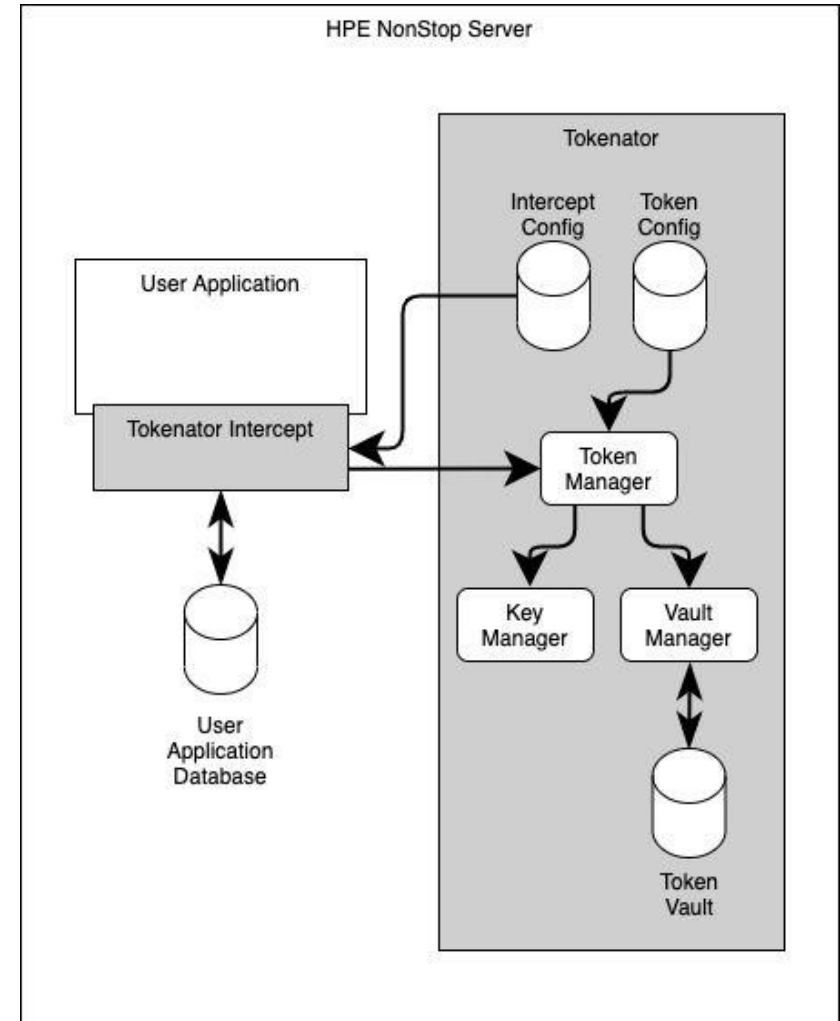 HPE NonStop Server
Tokenator
Intercept
Config
Token
Config
User Application
Tokenator Intercept
Token
Manager
Key
Manager
Vault
Manager
User
Application
Database
Token
Vault